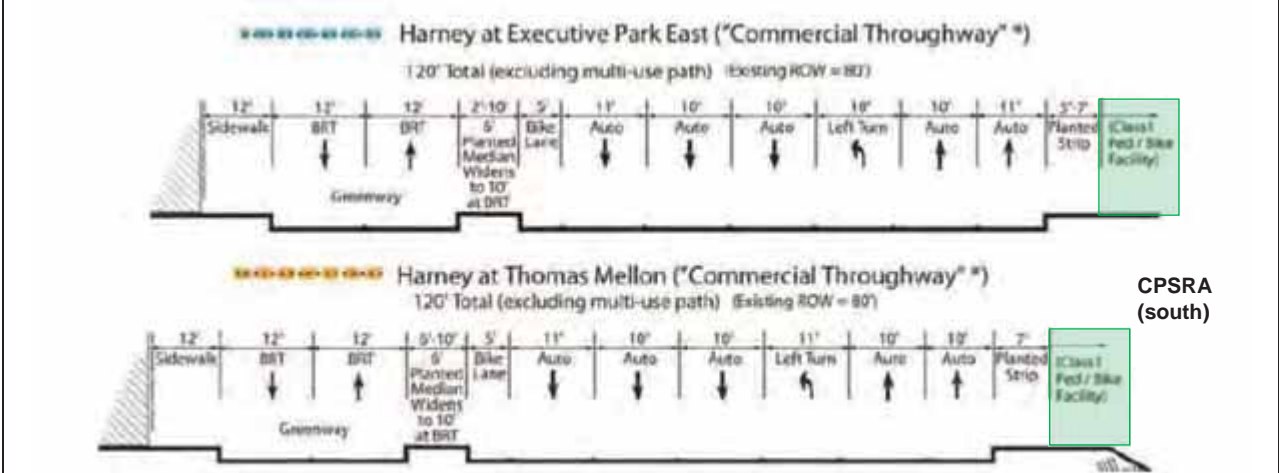 Harney at Executive Park East ("Commercial Throughway" *)
120' Total (excluding multi-use path) (Existing ROW = 80')
12' 12' 12' 2'-10' 5' 11' 10' 10' 10' 10' 11' 5'-7'
Sidewalk BRT BRT 6' Planted Median Widens to 10' at BRT Bike Lane Auto Auto Auto Left Turn Auto Auto Planted Strip (Class I Ped / Bike Facility)
Greenway
Harney at Thomas Mellon ("Commercial Throughway" *)
120' Total (excluding multi-use path) (Existing ROW = 80')
CPSRA
(south)
12' 12' 12' 6'-10' 5' 11' 10' 10' 11' 10' 10' 7'
Sidewalk BRT BRT 6' Planted Median Widens to 10' at BRT Bike Lane Auto Auto Auto Left Turn Auto Auto Planted Strip (Class I Ped / Bike Facility)
Greenway